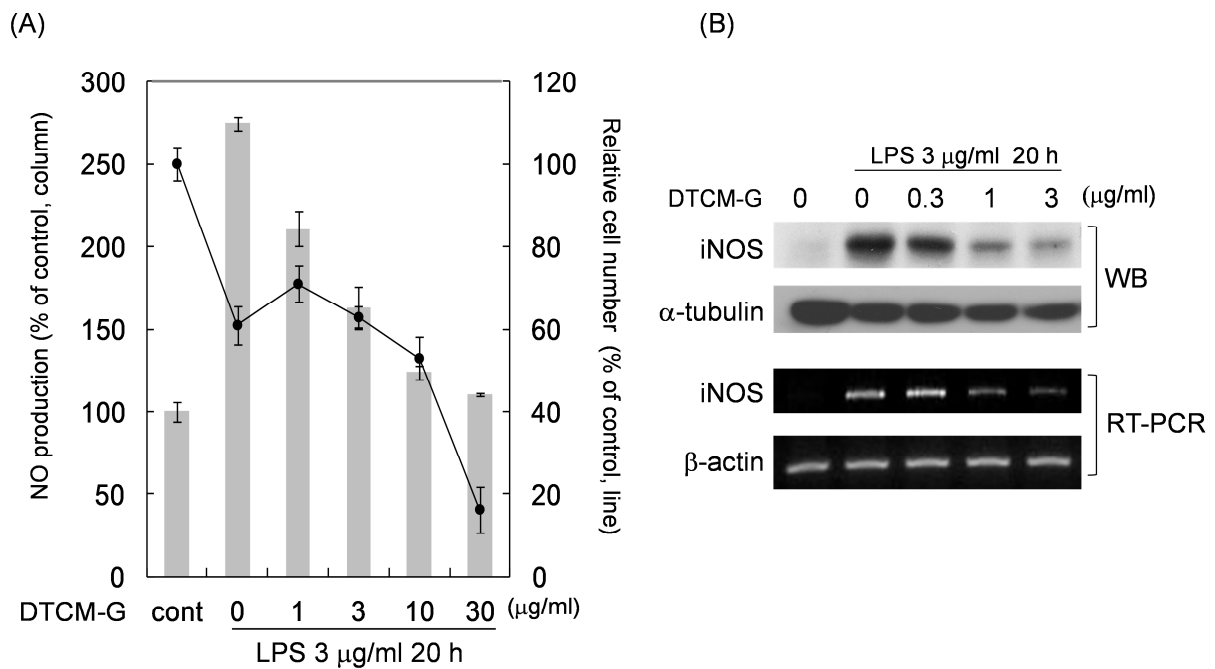 (A)
NO production (% of control, column)
300
250
200
150
100
50
0
120
100
80
60
40
20
0
Relative cell number (% of control, line)
DTCM-G cont 0 1 3 10 30 (μg/ml)
LPS 3 μg/ml 20 h
(B)
LPS 3 μg/ml 20 h
DTCM-G 0 0 0.3 1 3 (μg/ml)
iNOS
α-tubulin
WB
iNOS
β-actin
RT-PCR